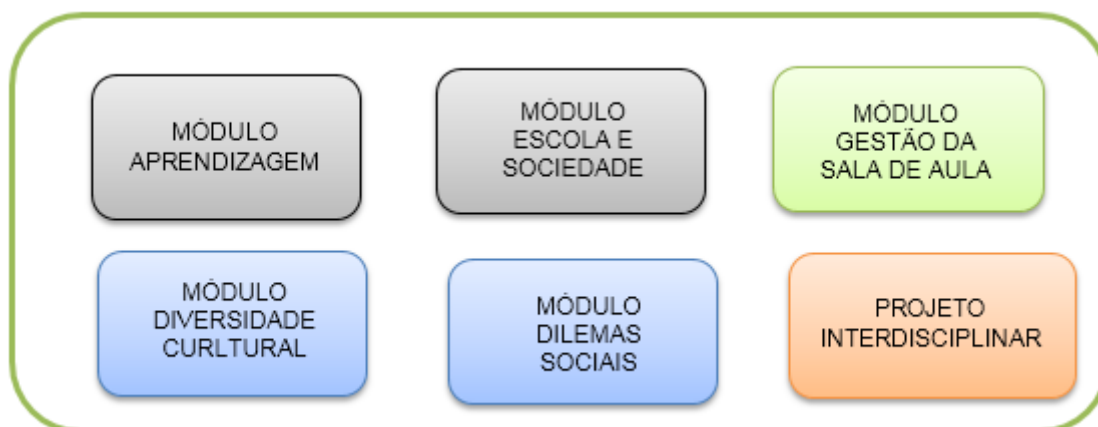 MÓDULO
APRENDIZAGEM
MÓDULO
ESCOLA E
SOCIEDADE
MÓDULO
GESTÃO DA
SALA DE AULA
MÓDULO
DIVERSIDADE
CURLTURAL
MÓDULO
DILEMAS
SOCIAIS
PROJETO
INTERDISCIPLINAR